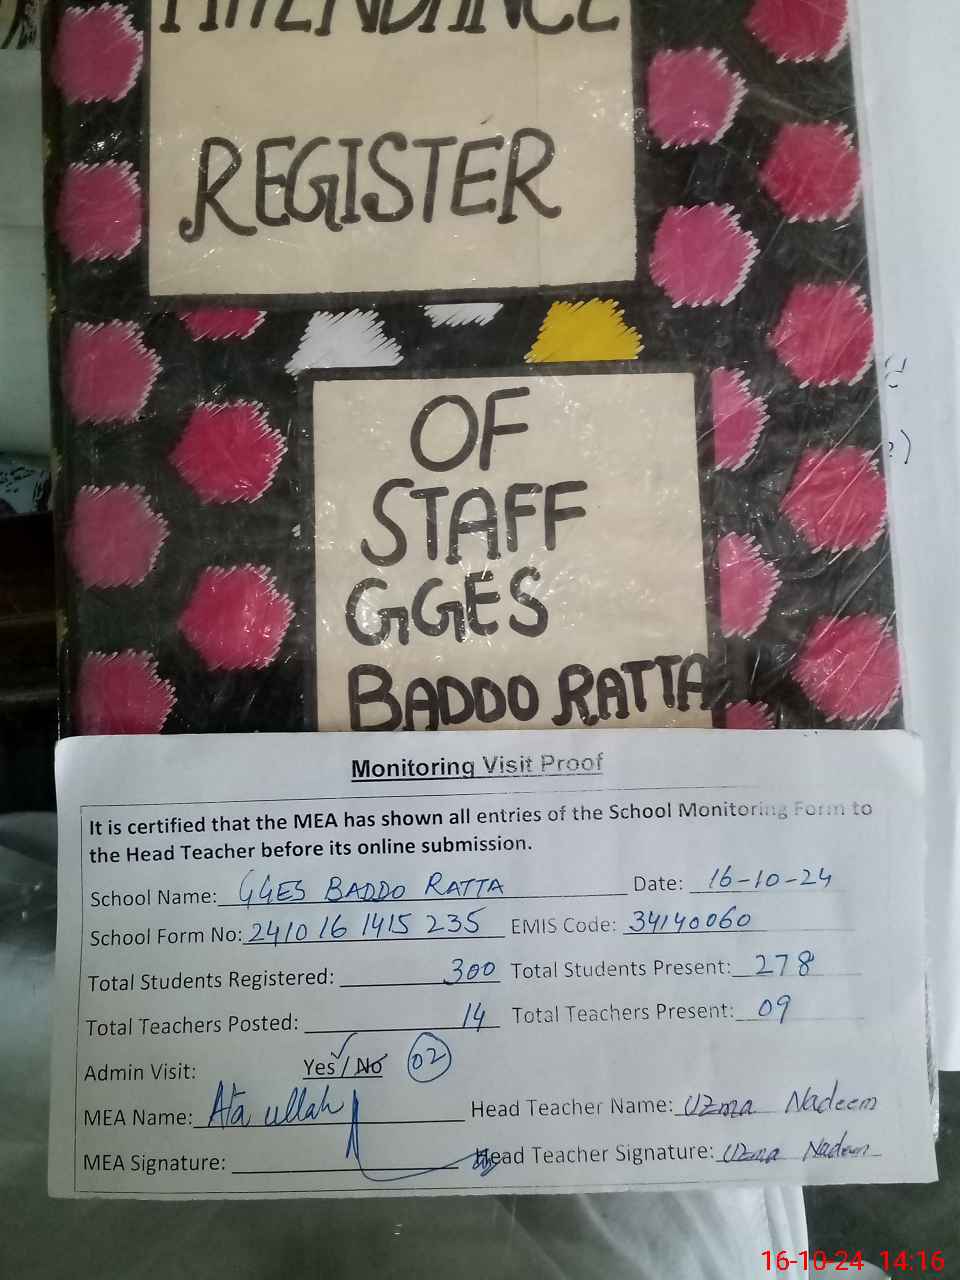 ATTENDANCE
REGISTER
OF
STAFF
GGES
BADDO RATTA
Monitoring Visit Proof
It is certified that the MEA has shown all entries of the School Monitoring Form to
the Head Teacher before its online submission.
School Name: GGES BADDO RATTA Date: 16-10-24
School Form No: 2410 16 1415 235 EMIS Code: 34140060
Total Students Registered: 300 Total Students Present: 278
Total Teachers Posted: 14 Total Teachers Present: 09
Admin Visit: Yes / No 02
MEA Name: Ata ullah Head Teacher Name: Uzma Nadeem
MEA Signature: Head Teacher Signature: Uzma Nadeem
16-10-24 14:16